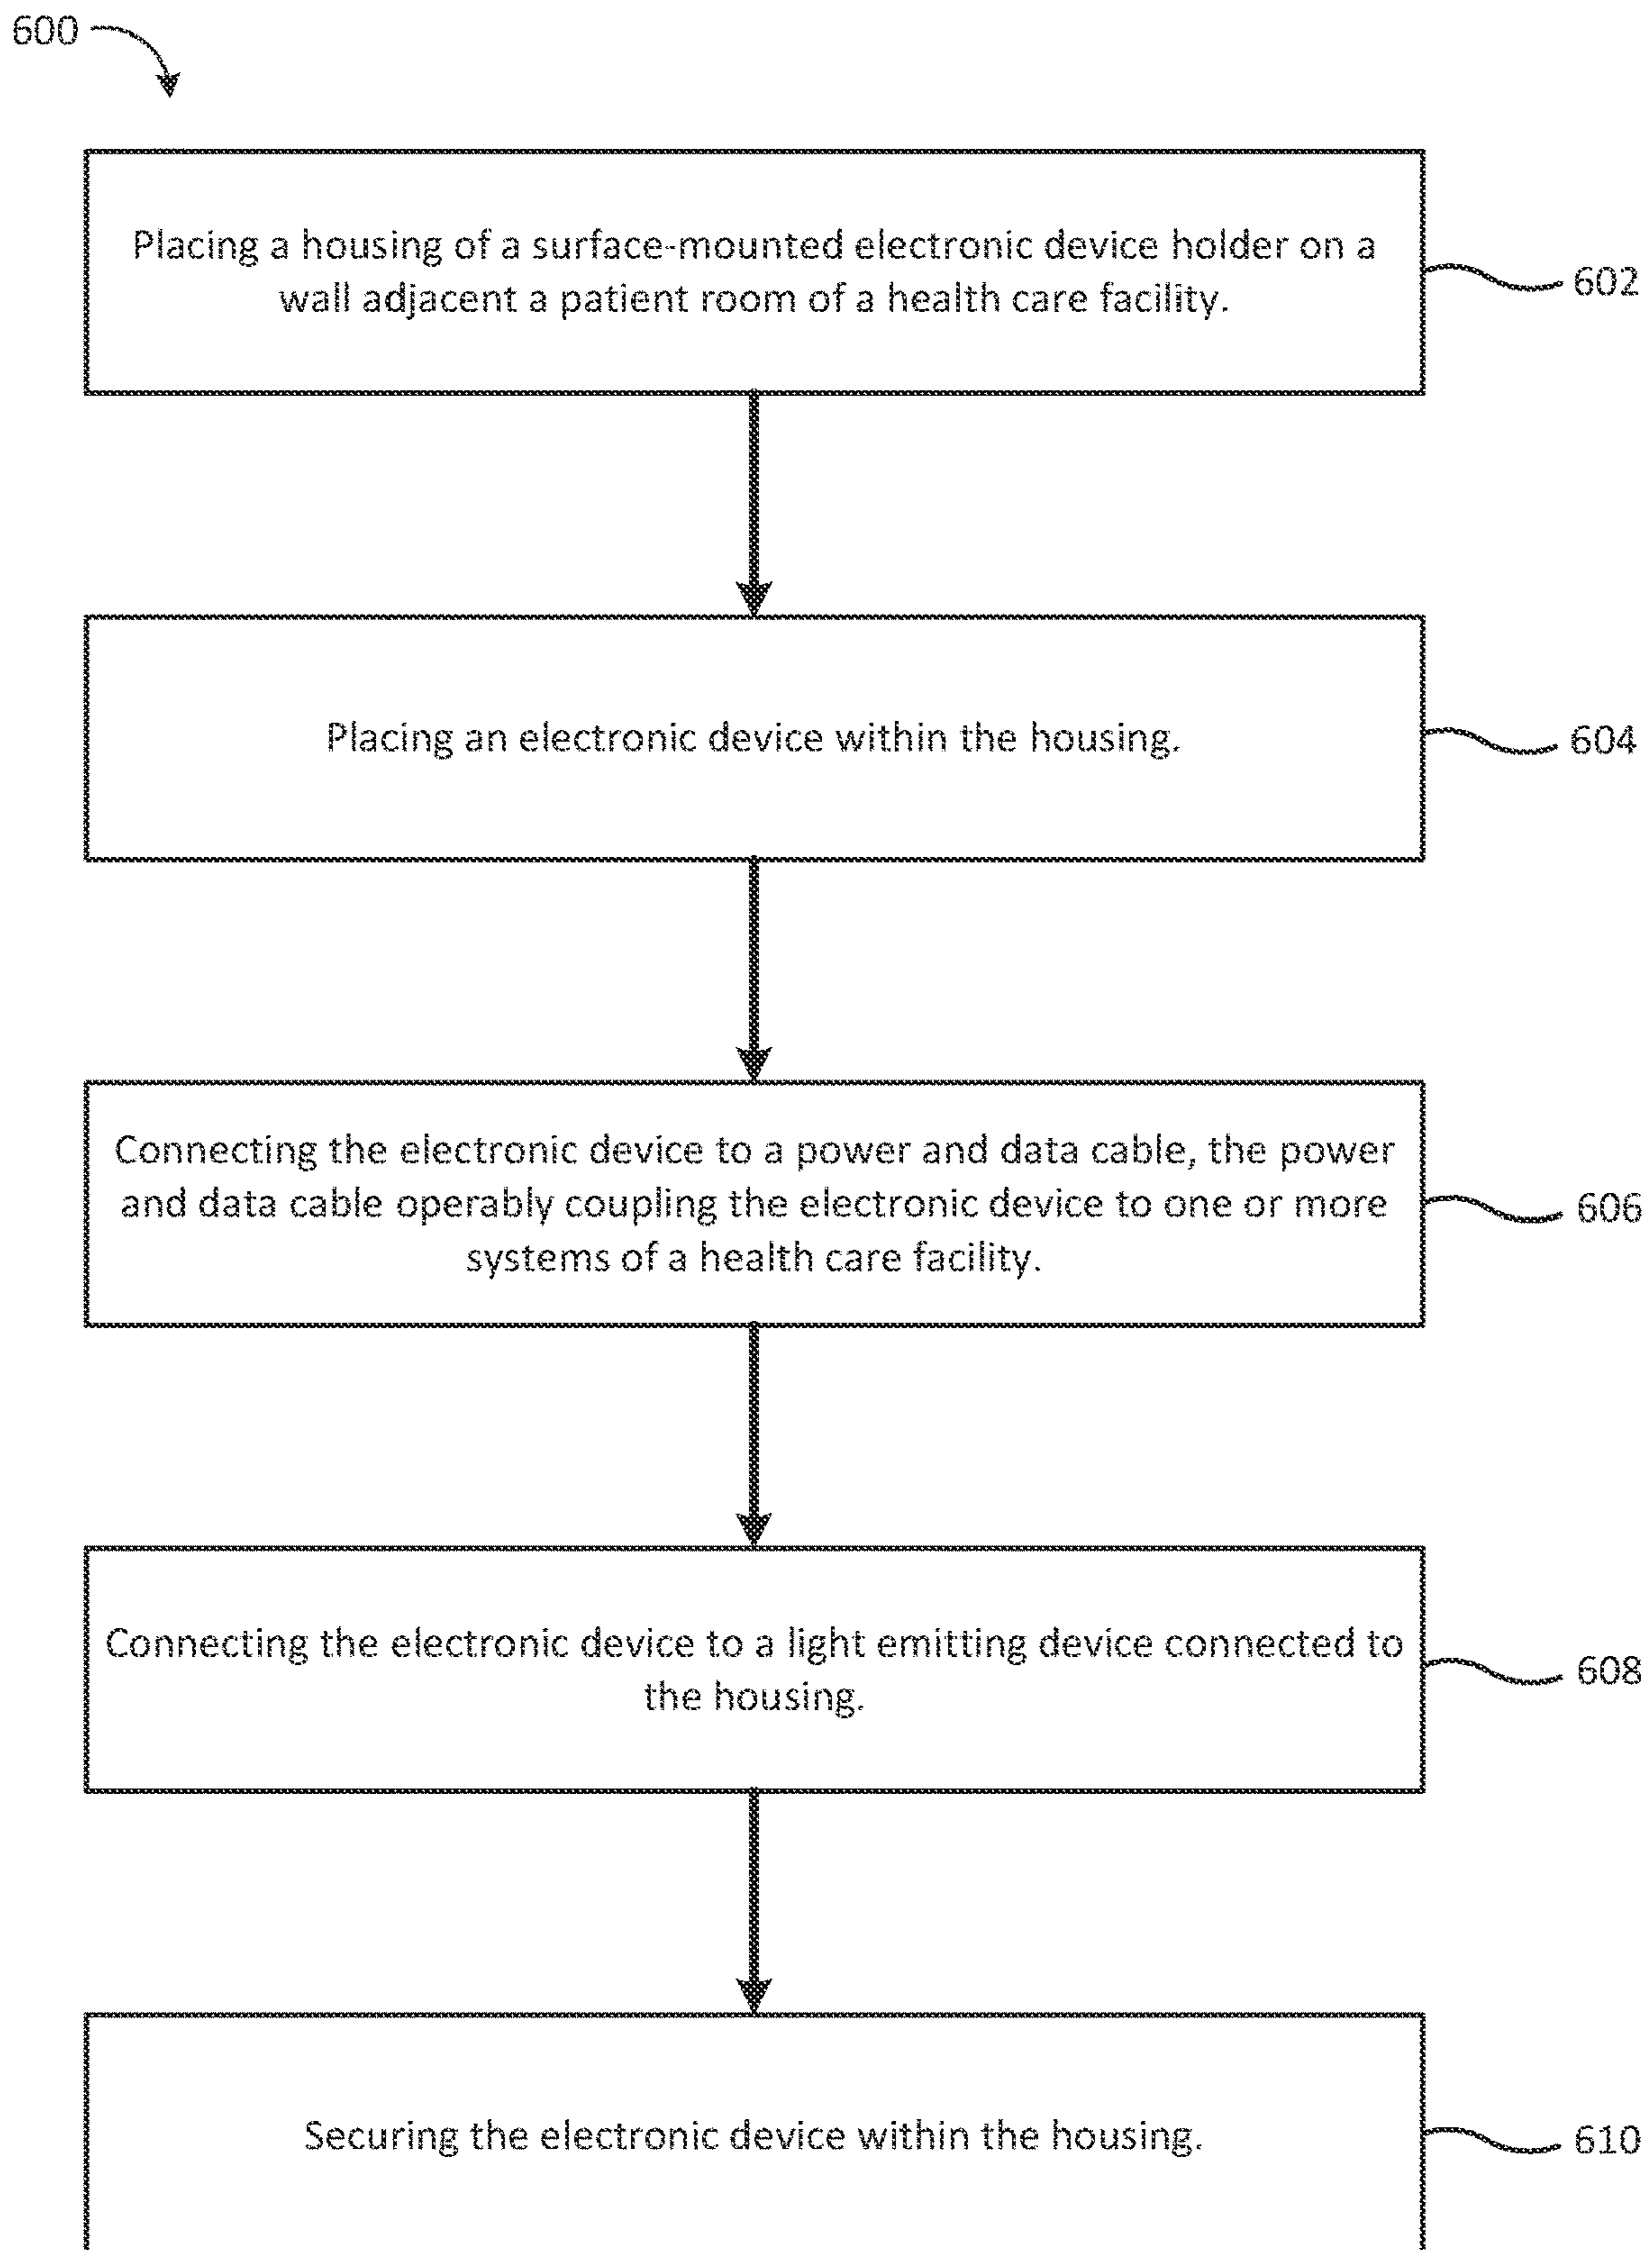 600
Placing a housing of a surface-mounted electronic device holder on a
wall adjacent a patient room of a health care facility.
602
Placing an electronic device within the housing.
604
Connecting the electronic device to a power and data cable, the power
and data cable operably coupling the electronic device to one or more
systems of a health care facility.
606
Connecting the electronic device to a light emitting device connected to
the housing.
608
Securing the electronic device within the housing.
610